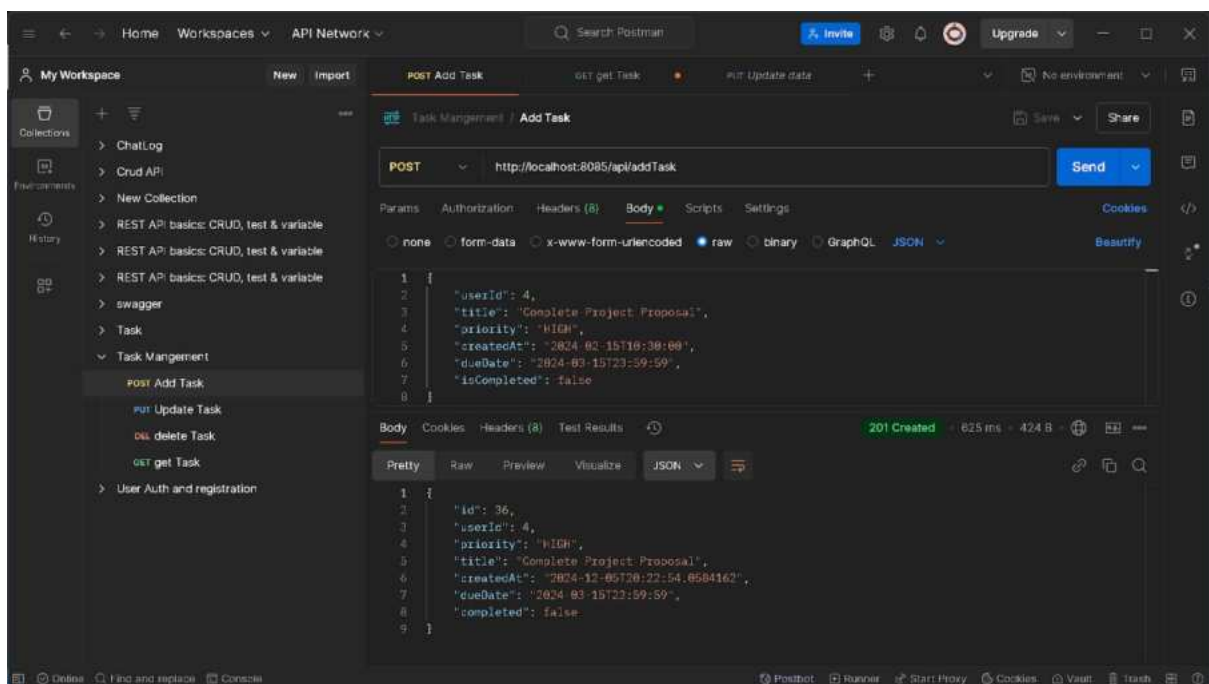 Home Workspaces API Network Search Postman Invite Upgrade
My Workspace New Import POST Add Task GET get Task PUT Update data No environment
Collections
Environments
History
ChatLog
Crud API
New Collection
REST API basics: CRUD, test & variable
REST API basics: CRUD, test & variable
REST API basics: CRUD, test & variable
swagger
Task
Task Mangement
POST Add Task
PUT Update Task
DEL delete Task
GET get Task
User Auth and registration
HTTP Task Mangement / Add Task Save Share
POST http://localhost:8085/api/addTask Send
Params Authorization Headers (8) Body Scripts Settings Cookies
none form-data x-www-form-urlencoded raw binary GraphQL JSON Beautify
1 {
2 "userId": 4,
3 "title": "Complete Project Proposal",
4 "priority": "HIGH",
5 "createdAt": "2024-02-15T10:30:00",
6 "dueDate": "2024-03-15T23:59:59",
7 "isCompleted": false
8 }
Body Cookies Headers (8) Test Results 201 Created 625 ms 424 B
Pretty Raw Preview Visualize JSON
1 {
2 "id": 36,
3 "userId": 4,
4 "priority": "HIGH",
5 "title": "Complete Project Proposal",
6 "createdAt": "2024-12-05T20:22:54.0584162",
7 "dueDate": "2024-03-15T23:59:59",
8 "completed": false
9 }
Online Find and replace Console Postbot Runner Start Proxy Cookies Vault Trash